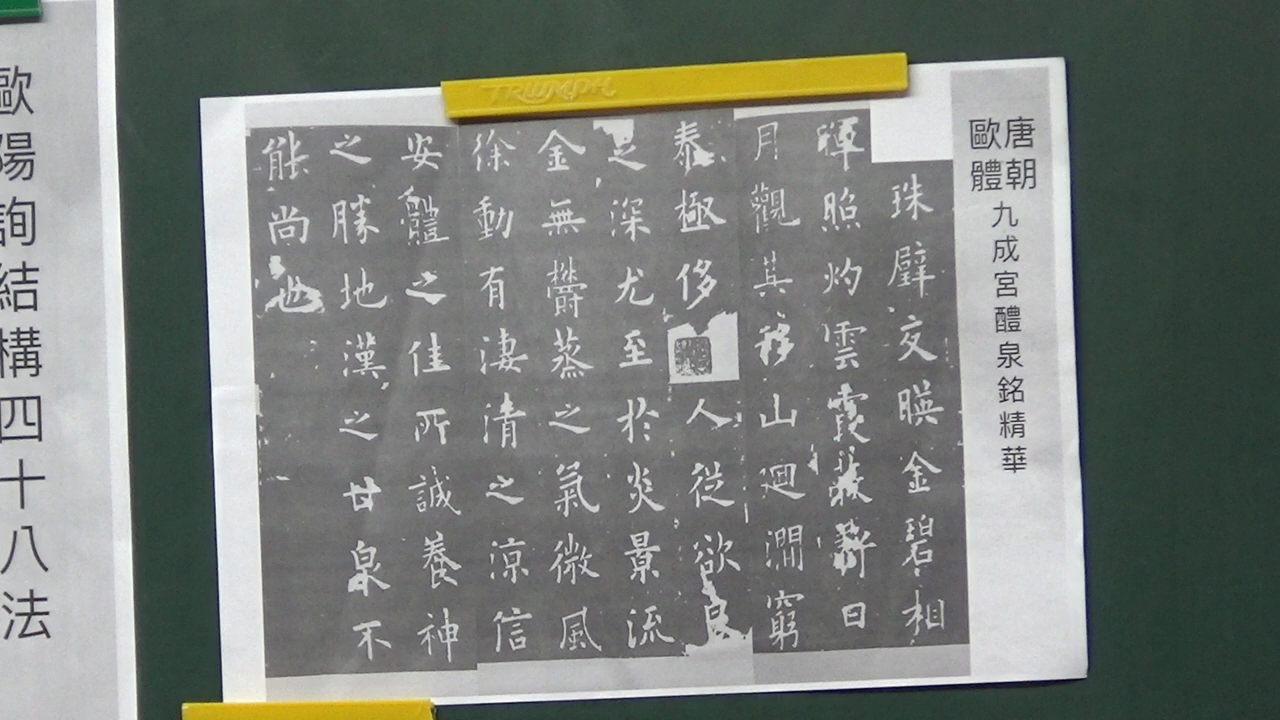 TRIUMPH
唐朝
歐體
九成宮醴泉銘精華
珠璧交暎金碧相
暉照灼雲霞蔽虧日
月觀其移山廻澗窮
泰極侈人從欲良
足深尤至於炎景流
金無鬱蒸之氣微風
徐動有淒清之涼信
安體之佳所誠養神
之勝地漢之甘泉不
能尚也
歐陽詢結構四十八法